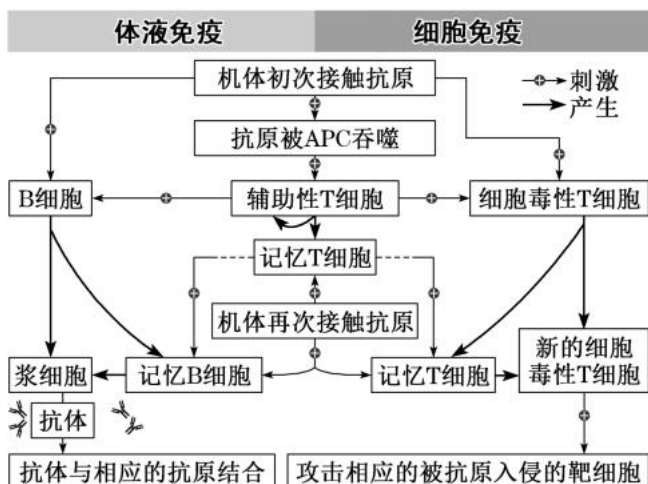 体液免疫 细胞免疫
机体初次接触抗原
刺激
产生
抗原被APC吞噬
B细胞 辅助性T细胞 细胞毒性T细胞
记忆T细胞
机体再次接触抗原
浆细胞 记忆B细胞 记忆T细胞 新的细胞
毒性T细胞
抗体
抗体与相应的抗原结合 攻击相应的被抗原入侵的靶细胞